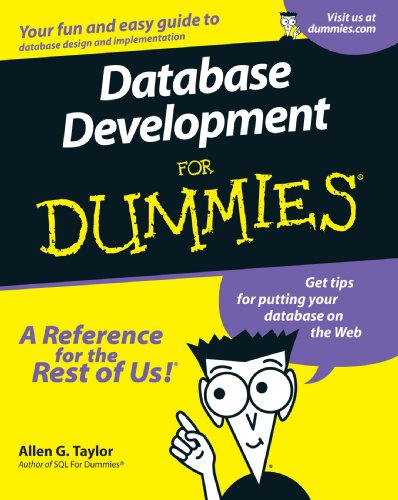 Your fun and easy guide to
database design and implementation
Visit us at
dummies.com
Database
Development
FOR
DUMMIES®
Get tips
for putting your
database on
the Web
A Reference
for the
Rest of Us!®
Allen G. Taylor
Author of SQL For Dummies®